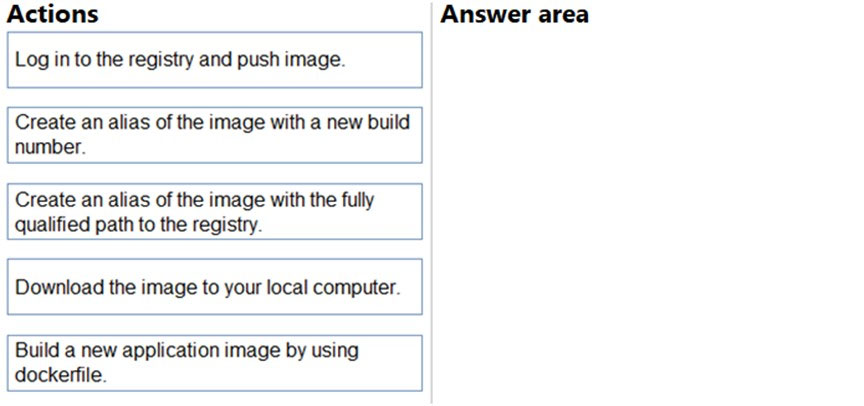 Actions
Answer area
Log in to the registry and push image.
Create an alias of the image with a new build
number.
Create an alias of the image with the fully
qualified path to the registry.
Download the image to your local computer.
Build a new application image by using
dockerfile.